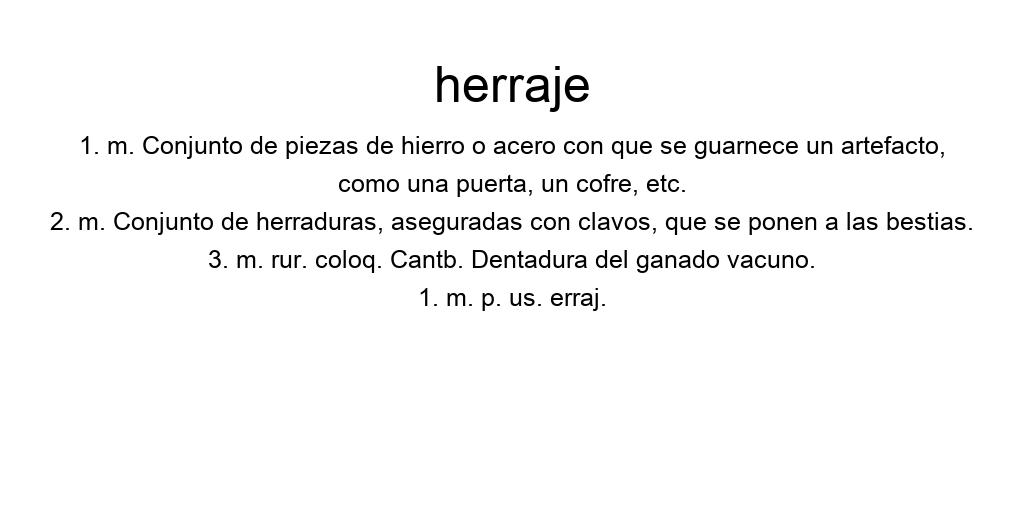 herraje
1. m. Conjunto de piezas de hierro o acero con que se guarnece un artefacto,
como una puerta, un cofre, etc.
2. m. Conjunto de herraduras, aseguradas con clavos, que se ponen a las bestias.
3. m. rur. coloq. Cantb. Dentadura del ganado vacuno.
1. m. p. us. erraj.